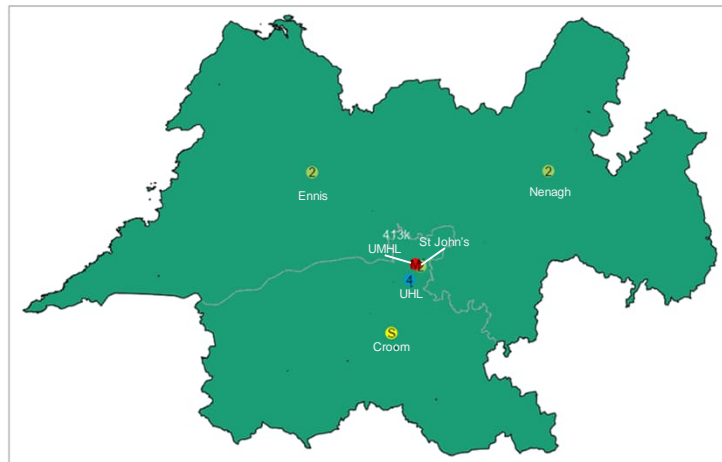 2
2
Ennis
Nenagh
413k
St John's
UMHL
M
4
UHL
S
Croom